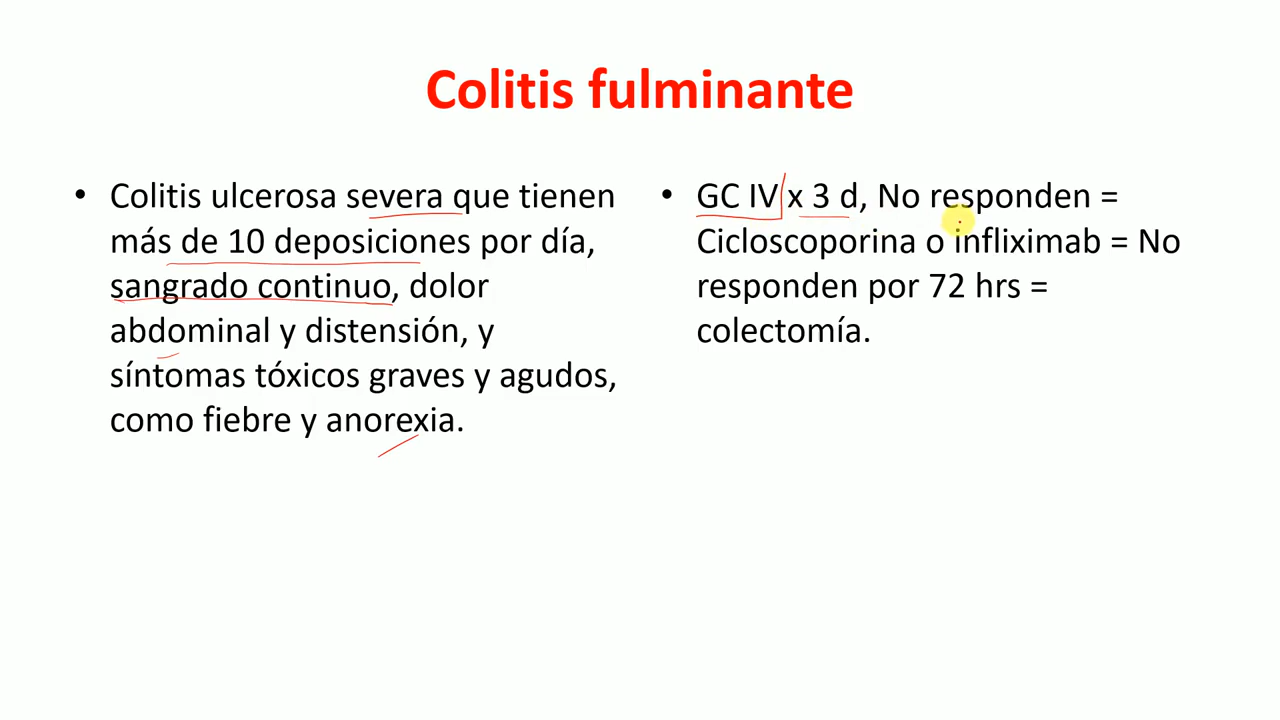 Colitis fulminante
• Colitis ulcerosa severa que tienen
más de 10 deposiciones por día,
sangrado continuo, dolor
abdominal y distensión, y
síntomas tóxicos graves y agudos,
como fiebre y anorexia.
• GC IV x 3 d, No responden =
Cicloscoporina o infliximab = No
responden por 72 hrs =
colectomía.